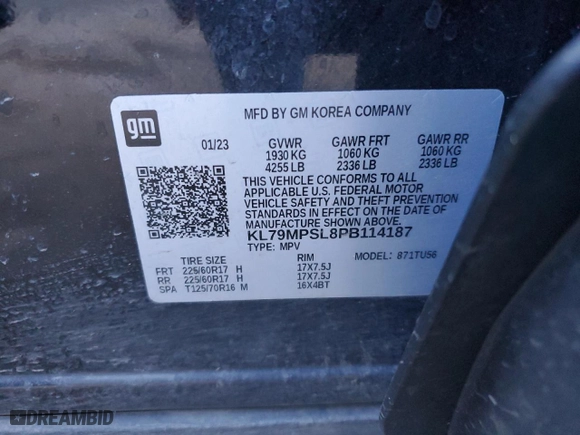 MFD BY GM KOREA COMPANY
gm
01/23 GVWR GAWR FRT GAWR RR
1930 KG 1060 KG 1060 KG
4255 LB 2336 LB 2336 LB
THIS VEHICLE CONFORMS TO ALL
APPLICABLE U.S. FEDERAL MOTOR
VEHICLE SAFETY AND THEFT PREVENTION
STANDARDS IN EFFECT ON THE DATE OF
MANUFACTURE SHOWN ABOVE.
KL79MPSL8PB114187
TYPE: MPV MODEL: 871TU56
TIRE SIZE RIM
FRT 225/60R17 H 17X7.5J
RR 225/60R17 H 17X7.5J
SPA T125/70R16 M 16X4BT
DREAMBID